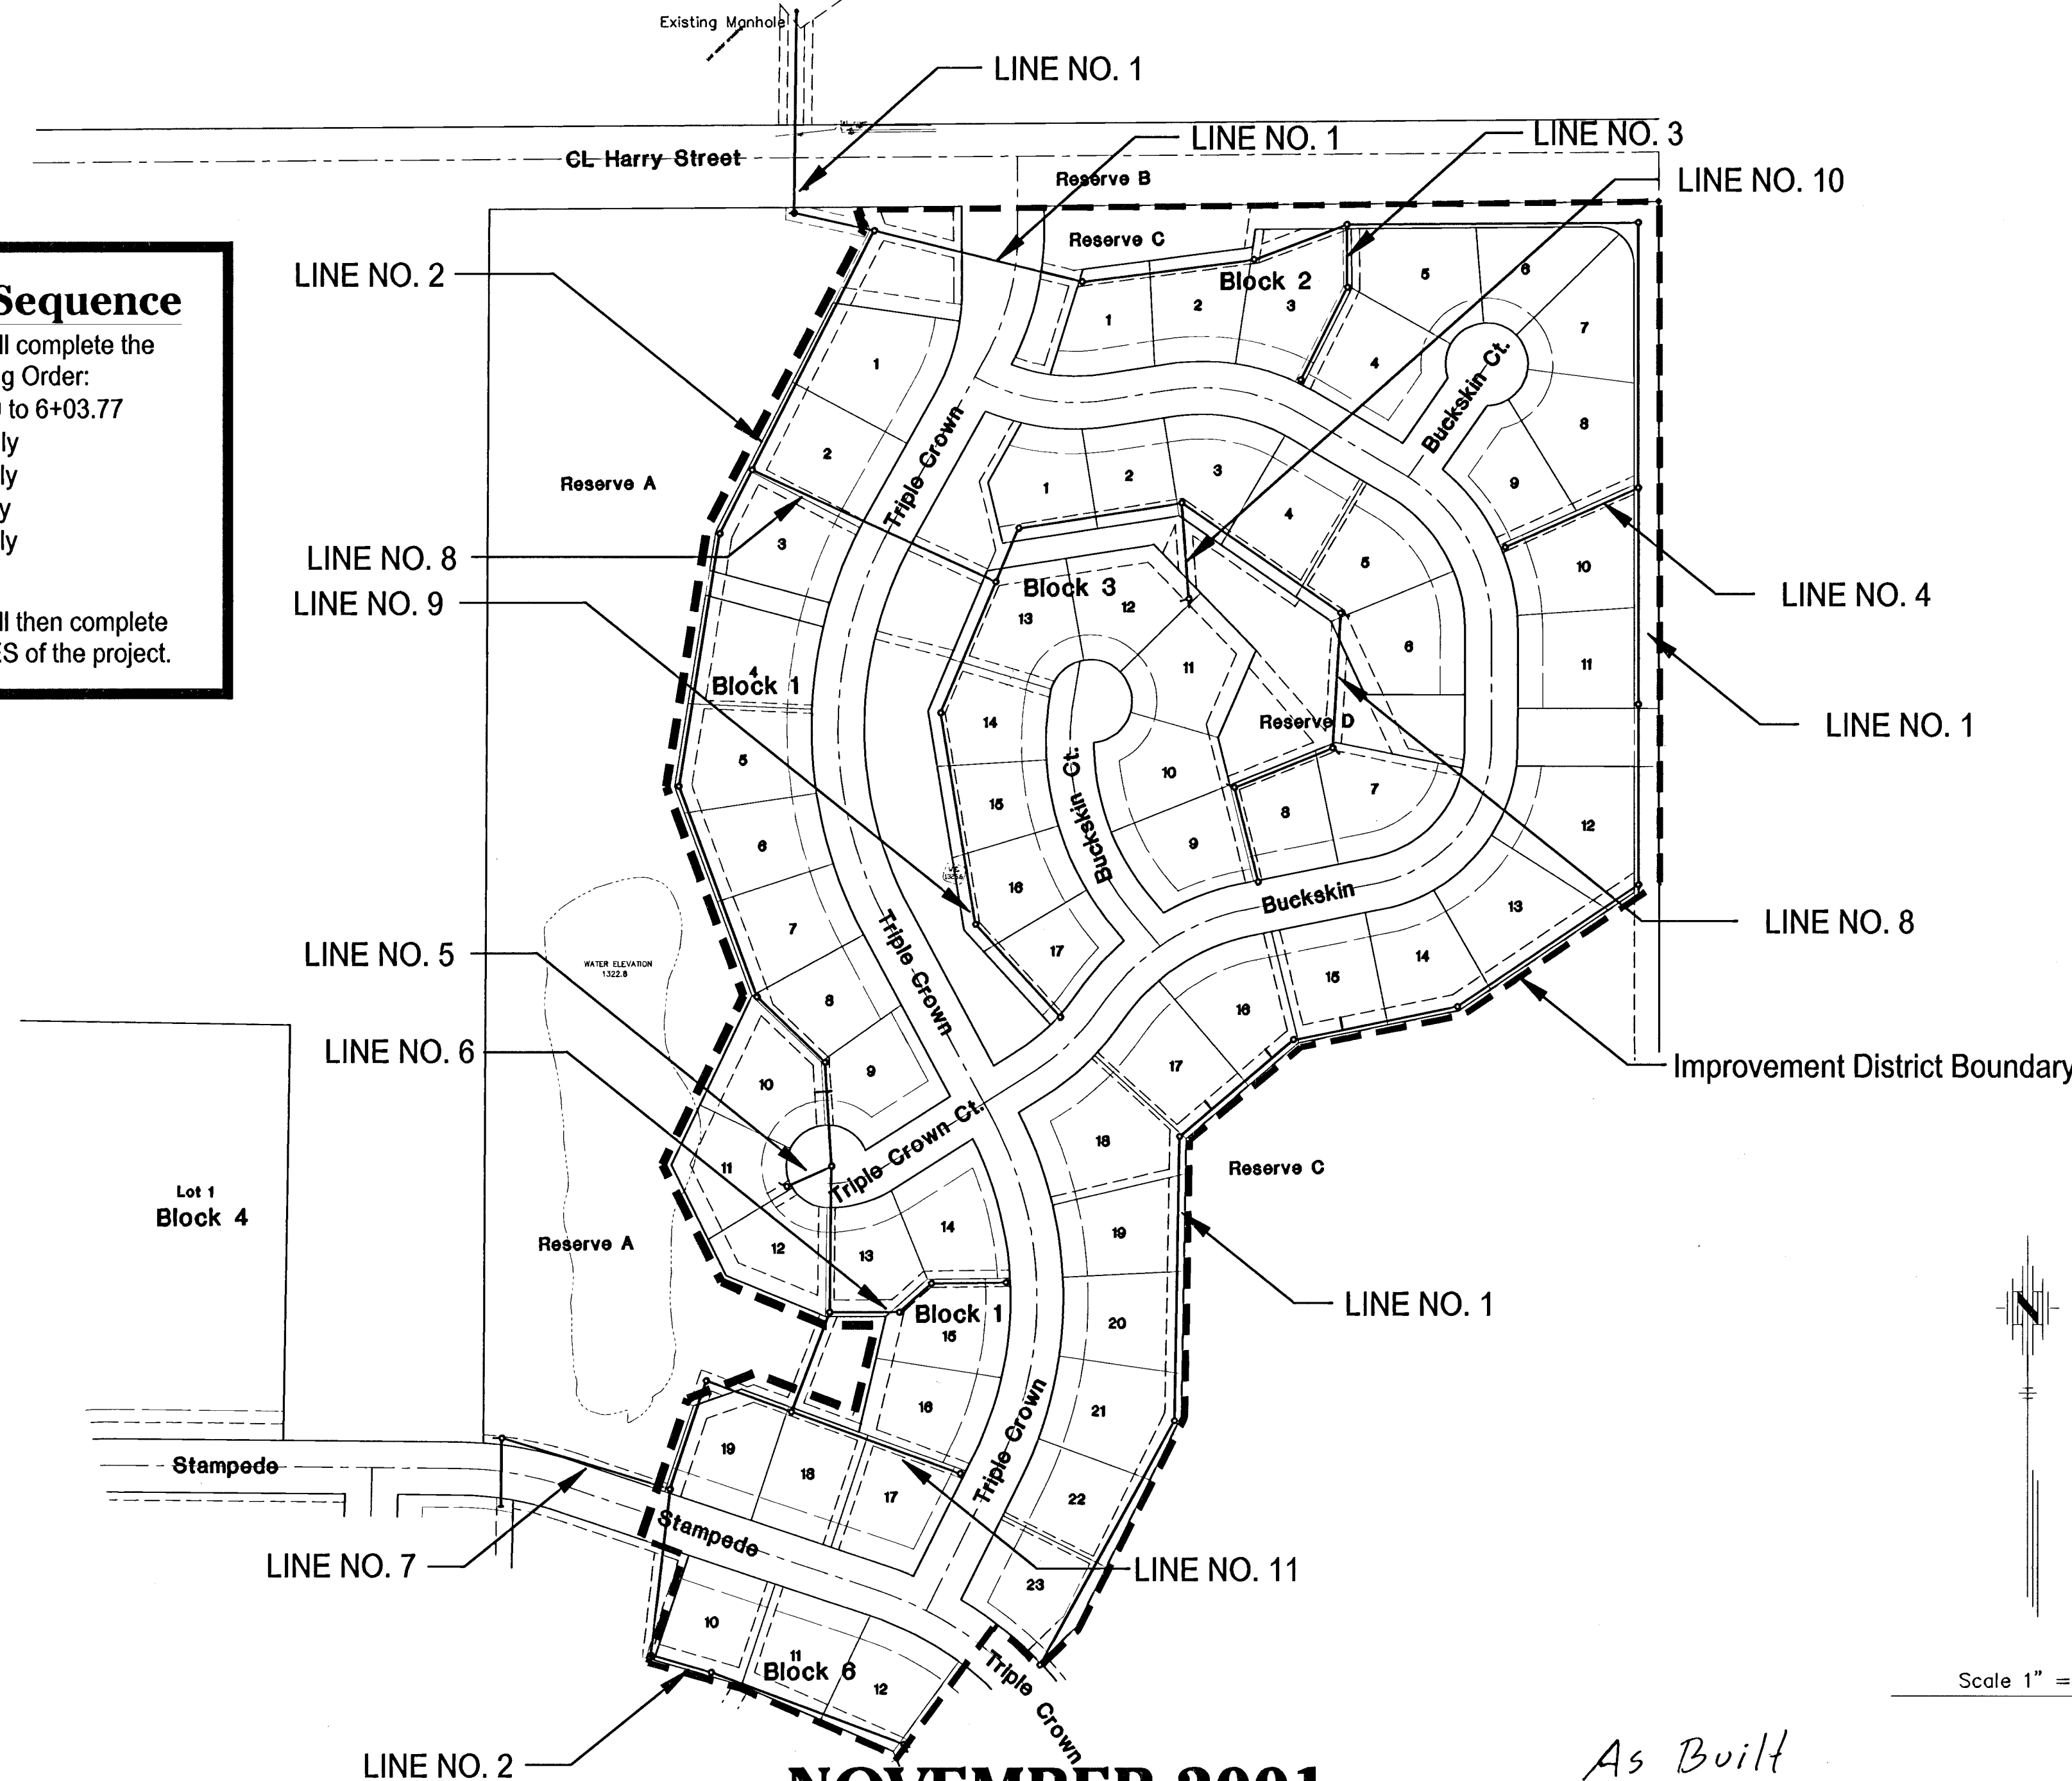 Existing Manhole
LINE NO. 1
LINE NO. 1
LINE NO. 3
CL Harry Street
Reserve B
LINE NO. 10
Reserve C
LINE NO. 2
Block 2
5
6
1
2
3
7
4
Buckskin Ct.
8
9
Sequence
ll complete the
g Order:
to 6+03.77
ly
ly
y
ly
ll then complete
ES of the project.
1
2
Triple Crown
Reserve A
3
1
2
3
4
5
6
LINE NO. 8
LINE NO. 9
Block 3
13
12
11
10
LINE NO. 4
11
LINE NO. 1
4
Block 1
5
14
Reserve D
15
Buckskin Ct.
10
7
8
9
12
6
16
7
17
Triple Crown
Buckskin
13
LINE NO. 8
14
15
16
LINE NO. 5
WATER ELEVATION
1322.8
8
LINE NO. 6
10
9
17
Improvement District Boundary
11
Triple Crown Ct.
18
Reserve C
Lot 1
Block 4
Reserve A
12
13
14
19
LINE NO. 1
Block 1
15
20
N
16
21
Triple Crown
Stampede
19
18
17
22
Stampede
LINE NO. 7
LINE NO. 11
23
10
11
Block 6
12
Triple Crown
Scale 1" =
LINE NO. 2
As Built
NOVEMBER 2001